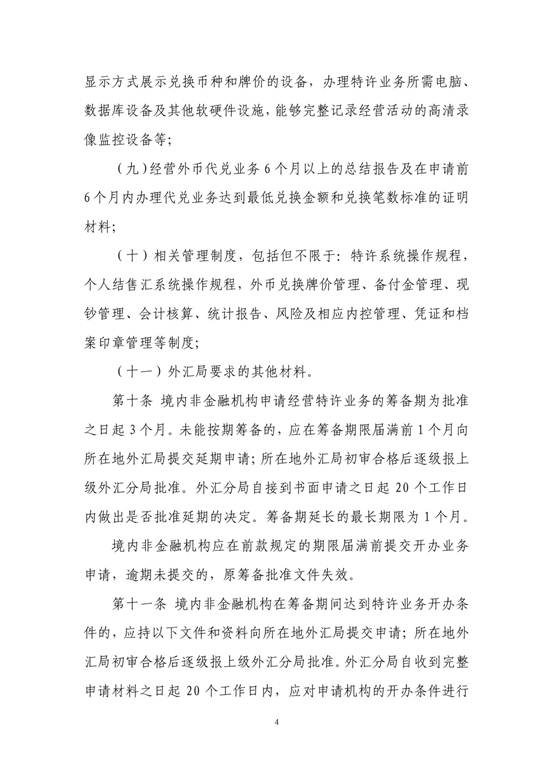 显示方式展示兑换币种和牌价的设备，办理特许业务所需电脑、
数据库设备及其他软硬件设施，能够完整记录经营活动的高清录
像监控设备等；
（九）经营外币代兑业务 6 个月以上的总结报告及在申请前
6 个月内办理代兑业务达到最低兑换金额和兑换笔数标准的证明
材料；
（十）相关管理制度，包括但不限于：特许系统操作规程，
个人结售汇系统操作规程，外币兑换牌价管理、备付金管理、现
钞管理、会计核算、统计报告、风险及相应内控管理、凭证和档
案印章管理等制度；
（十一）外汇局要求的其他材料。
第十条 境内非金融机构申请经营特许业务的筹备期为批准
之日起 3 个月。未能按期筹备的，应在筹备期限届满前 1 个月向
所在地外汇局提交延期申请；所在地外汇局初审合格后逐级报上
级外汇分局批准。外汇分局自接到书面申请之日起 20 个工作日
内做出是否批准延期的决定。筹备期延长的最长期限为 1 个月。
境内非金融机构应在前款规定的期限届满前提交开办业务
申请，逾期未提交的，原筹备批准文件失效。
第十一条 境内非金融机构在筹备期间达到特许业务开办条
件的，应持以下文件和资料向所在地外汇局提交申请；所在地外
汇局初审合格后逐级报上级外汇分局批准。外汇分局自收到完整
申请材料之日起 20 个工作日内，应对申请机构的开办条件进行
4